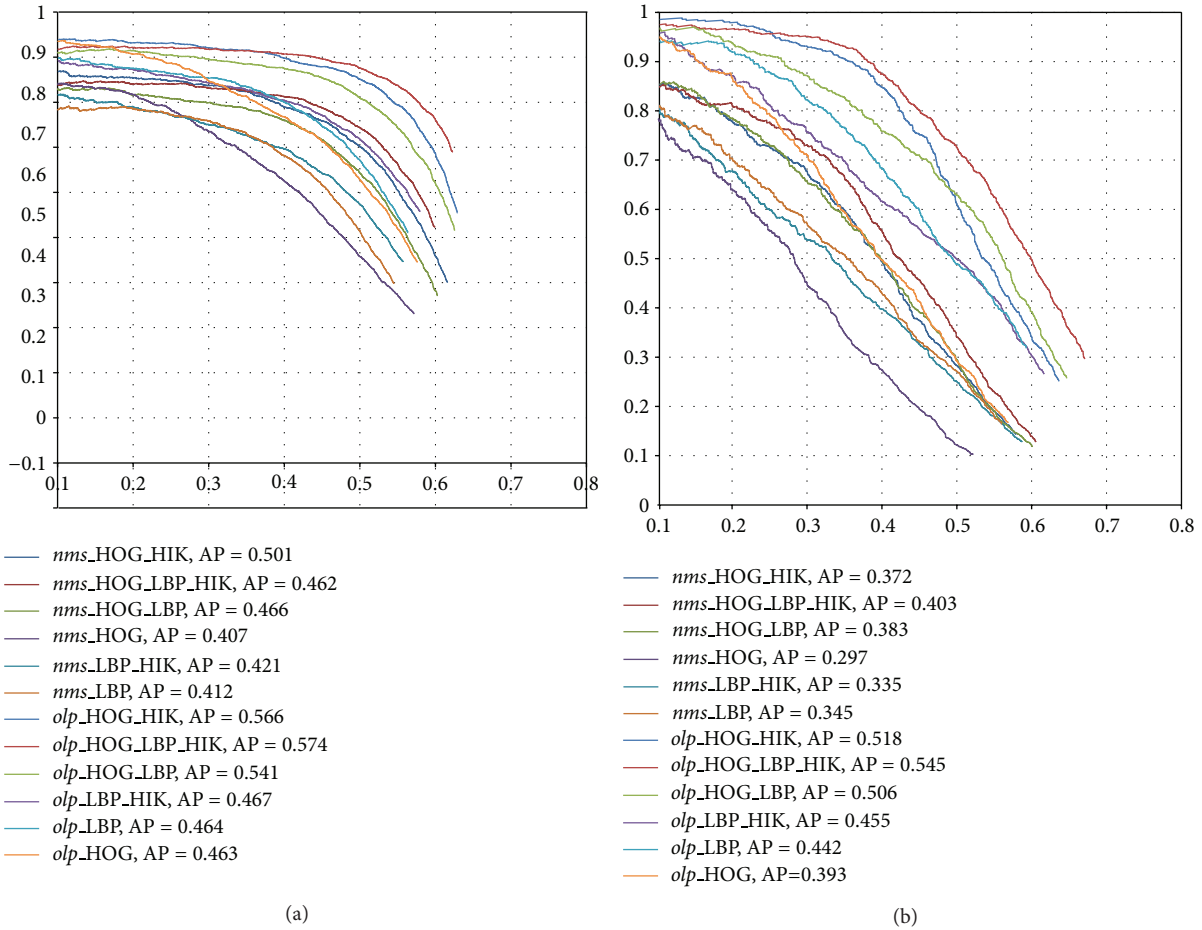 1
0.9
0.8
0.7
0.6
0.5
0.4
0.3
0.1
0
−0.1
0.1 0.2 0.3 0.4 0.5 0.6 0.7 0.8
nms_HOG_HIK, AP = 0.501
nms_HOG_LBP_HIK, AP = 0.462
nms_HOG_LBP, AP = 0.466
nms_HOG, AP = 0.407
nms_LBP_HIK, AP = 0.421
nms_LBP, AP = 0.412
olp_HOG_HIK, AP = 0.566
olp_HOG_LBP_HIK, AP = 0.574
olp_HOG_LBP, AP = 0.541
olp_LBP_HIK, AP = 0.467
olp_LBP, AP = 0.464
olp_HOG, AP = 0.463
(a)
1
0.9
0.8
0.7
0.6
0.5
0.4
0.3
0.2
0.1
0
0.1 0.2 0.3 0.4 0.5 0.6 0.7 0.8
nms_HOG_HIK, AP = 0.372
nms_HOG_LBP_HIK, AP = 0.403
nms_HOG_LBP, AP = 0.383
nms_HOG, AP = 0.297
nms_LBP_HIK, AP = 0.335
nms_LBP, AP = 0.345
olp_HOG_HIK, AP = 0.518
olp_HOG_LBP_HIK, AP = 0.545
olp_HOG_LBP, AP = 0.506
olp_LBP_HIK, AP = 0.455
olp_LBP, AP = 0.442
olp_HOG, AP=0.393
(b)